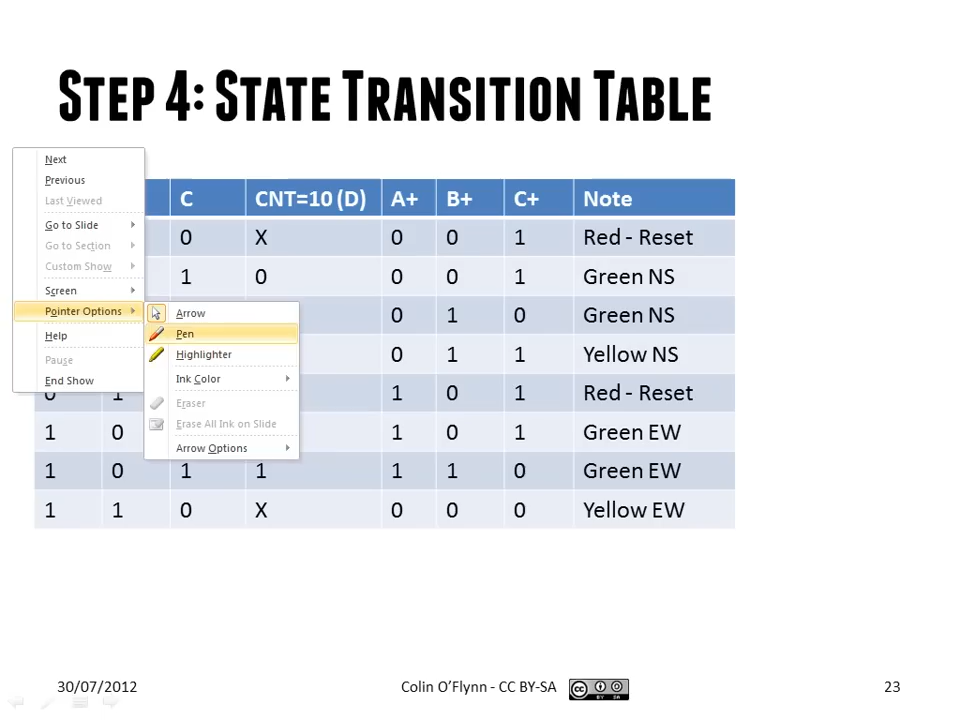 STEP 4: STATE TRANSITION TABLE
C CNT=10 (D) A+ B+ C+ Note
0 X 0 0 1 Red - Reset
1 0 0 0 1 Green NS
0 1 0 Green NS
0 1 1 Yellow NS
0 1 1 0 1 Red - Reset
1 0 1 0 1 Green EW
1 0 1 1 1 1 0 Green EW
1 1 0 X 0 0 0 Yellow EW
Next
Previous
Last Viewed
Go to Slide
Go to Section
Custom Show
Screen
Pointer Options
Help
Pause
End Show
Arrow
Pen
Highlighter
Ink Color
Eraser
Erase All Ink on Slide
Arrow Options
30/07/2012 Colin O'Flynn - CC BY-SA 23
cc BY SA